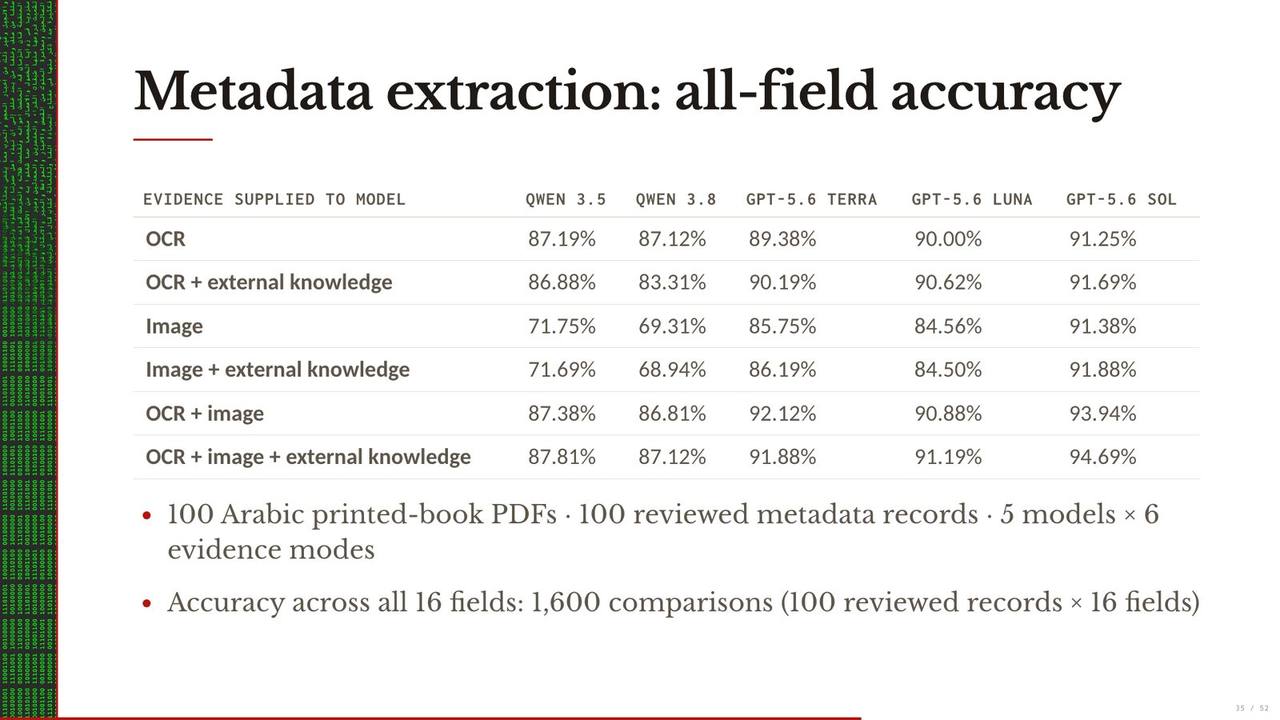 Metadata extraction: all-field accuracy
EVIDENCE SUPPLIED TO MODEL QWEN 3.5 QWEN 3.8 GPT-5.6 TERRA GPT-5.6 LUNA GPT-5.6 SOL
OCR 87.19% 87.12% 89.38% 90.00% 91.25%
OCR + external knowledge 86.88% 83.31% 90.19% 90.62% 91.69%
Image 71.75% 69.31% 85.75% 84.56% 91.38%
Image + external knowledge 71.69% 68.94% 86.19% 84.50% 91.88%
OCR + image 87.38% 86.81% 92.12% 90.88% 93.94%
OCR + image + external knowledge 87.81% 87.12% 91.88% 91.19% 94.69%
• 100 Arabic printed-book PDFs · 100 reviewed metadata records · 5 models × 6
evidence modes
• Accuracy across all 16 fields: 1,600 comparisons (100 reviewed records × 16 fields)
35 / 52